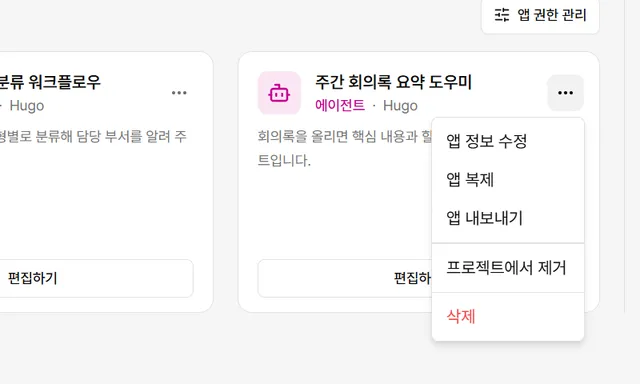 앱 권한 관리
분류 워크플로우
· Hugo
형별로 분류해 담당 부서를 알려 주
편집하기
주간 회의록 요약 도우미
에이전트 · Hugo
회의록을 올리면 핵심 내용과 할
트입니다.
편집하
앱 정보 수정
앱 복제
앱 내보내기
프로젝트에서 제거
삭제